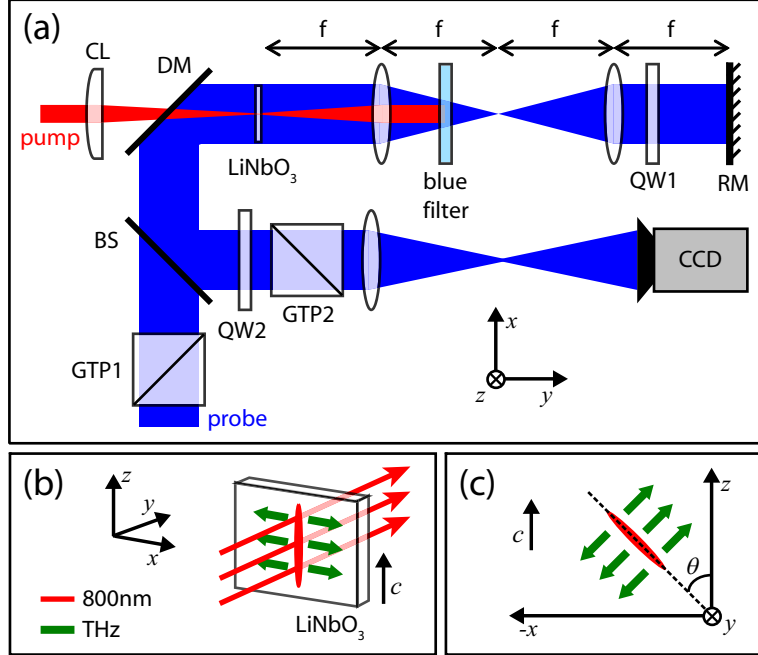 (a)
CL
DM
f f f f
pump
LiNbO3
blue
filter
QW1
RM
BS
QW2
GTP2
CCD
GTP1
probe
x
z
y
(b)
z
y
x
c
800nm
THz
LiNbO3
(c)
z
c
θ
-x
y